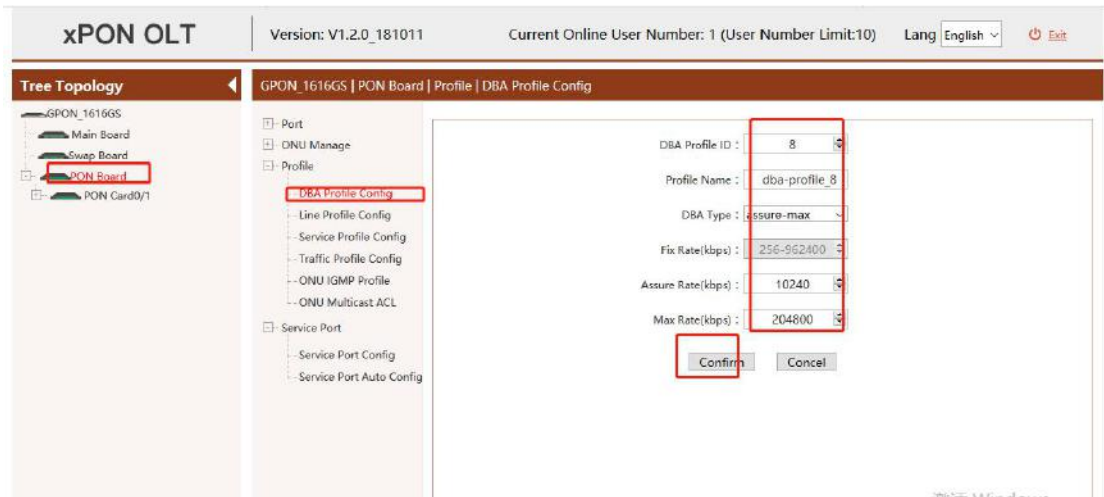 xPON OLT
Version: V1.2.0_181011
Current Online User Number: 1 (User Number Limit:10)
Lang English
Exit
Tree Topology
GPON_1616GS
Main Board
Swap Board
PON Board
PON Card0/1
GPON_1616GS | PON Board | Profile | DBA Profile Config
Port
ONU Manage
Profile
DBA Profile Config
Line Profile Config
Service Profile Config
Traffic Profile Config
ONU IGMP Profile
ONU Multicast ACL
Service Port
Service Port Config
Service Port Auto Config
DBA Profile ID : 8
Profile Name : dba-profile_8
DBA Type : assure-max
Fix Rate(kbps) : 256-962400
Assure Rate(kbps) : 10240
Max Rate(kbps) : 204800
Confirm Concel